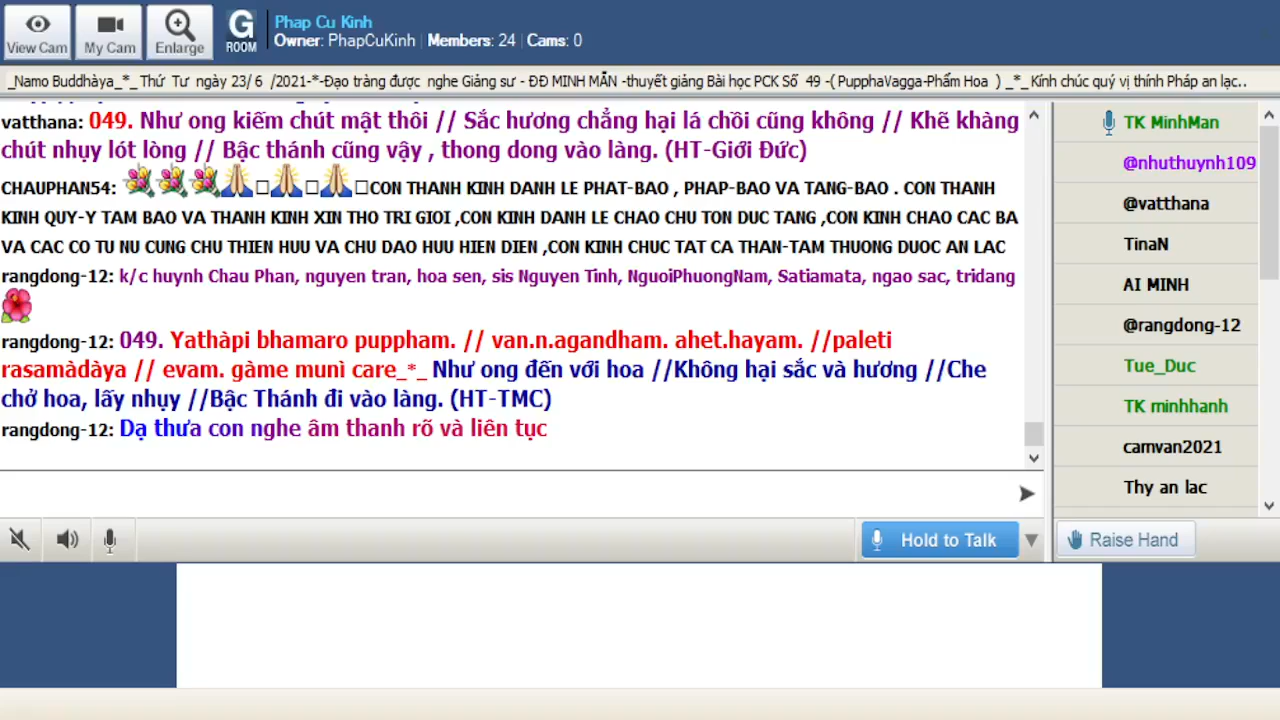 View Cam
My Cam
Enlarge
G
ROOM
Phap Cu Kinh
Owner: PhapCuKinh | Members: 24 | Cams: 0
_Namo Buddhàya_*_Thứ Tư ngày 23/ 6 /2021-*-Đạo tràng được nghe Giảng sư - ĐĐ MINH MẪN -thuyết giảng Bài học PCK Số 49 -( PupphaVagga-Phẩm Hoa ) _*_Kính chúc quý vị thính Pháp an lạc..
vatthana: 049. Như ong kiếm chút mật thôi // Sắc hương chẳng hại lá chồi cũng không // Khẽ khàng
chút nhụy lót lòng // Bậc thánh cũng vậy , thong dong vào làng. (HT-Giới Đức)
CHAUPHAN54: CON THANH KINH DANH LE PHAT-BAO , PHAP-BAO VA TANG-BAO . CON THANH
KINH QUY-Y TAM BAO VA THANH KINH XIN THO TRI GIOI ,CON KINH DANH LE CHAO CHU TON DUC TANG ,CON KINH CHAO CAC BA
VA CAC CO TU NU CUNG CHU THIEN HUU VA CHU DAO HUU HIEN DIEN ,CON KINH CHUC TAT CA THAN-TAM THUONG DUOC AN LAC
rangdong-12: k/c huynh Chau Phan, nguyen tran, hoa sen, sis Nguyen Tinh, NguoiPhuongNam, Satiamata, ngao sac, tridang
rangdong-12: 049. Yathàpi bhamaro puppham. // van.n.agandham. ahet.hayam. //paleti
rasamàdàya // evam. gàme munì care_*_ Như ong đến với hoa //Không hại sắc và hương //Che
chở hoa, lấy nhụy //Bậc Thánh đi vào làng. (HT-TMC)
rangdong-12: Dạ thưa con nghe âm thanh rõ và liên tục
TK MinhMan
@nhuthuynh109
@vatthana
TinaN
AI MINH
@rangdong-12
Tue_Duc
TK minhhanh
camvan2021
Thy an lac
Hold to Talk
Raise Hand